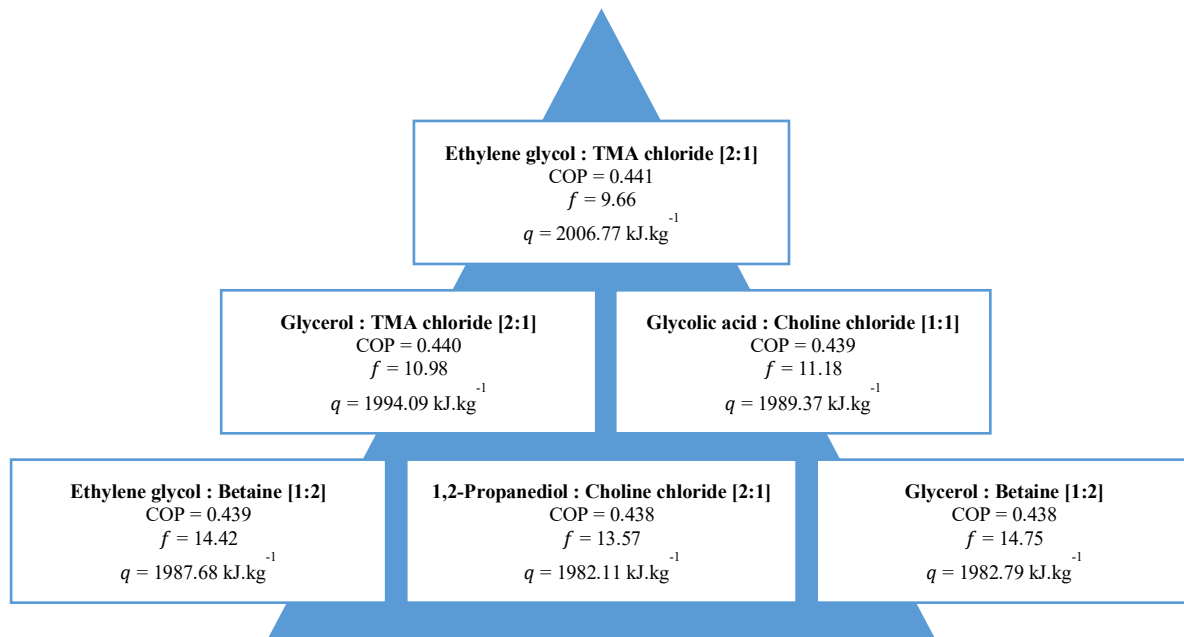 Ethylene glycol : TMA chloride [2:1]
COP = 0.441
𝑓 = 9.66
𝑞 = 2006.77 kJ.kg⁻¹
Glycerol : TMA chloride [2:1]
COP = 0.440
𝑓 = 10.98
𝑞 = 1994.09 kJ.kg⁻¹
Glycolic acid : Choline chloride [1:1]
COP = 0.439
𝑓 = 11.18
𝑞 = 1989.37 kJ.kg⁻¹
Ethylene glycol : Betaine [1:2]
COP = 0.439
𝑓 = 14.42
𝑞 = 1987.68 kJ.kg⁻¹
1,2-Propanediol : Choline chloride [2:1]
COP = 0.438
𝑓 = 13.57
𝑞 = 1982.11 kJ.kg⁻¹
Glycerol : Betaine [1:2]
COP = 0.438
𝑓 = 14.75
𝑞 = 1982.79 kJ.kg⁻¹